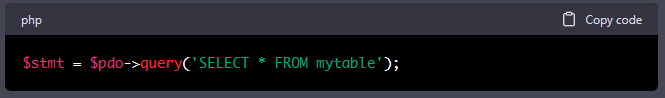 php
Copy code
$stmt = $pdo->query('SELECT * FROM mytable');